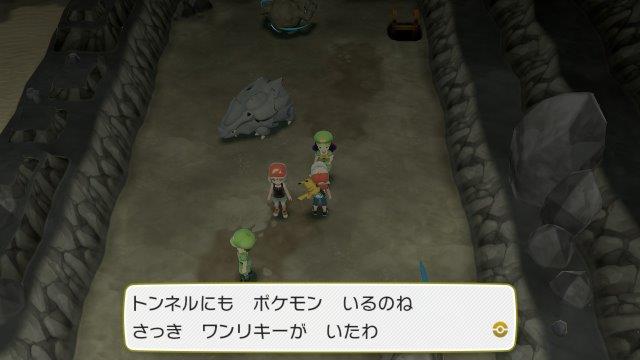 トンネルにも　ポケモン　いるのね
さっき　ワンリキーが　いたわ